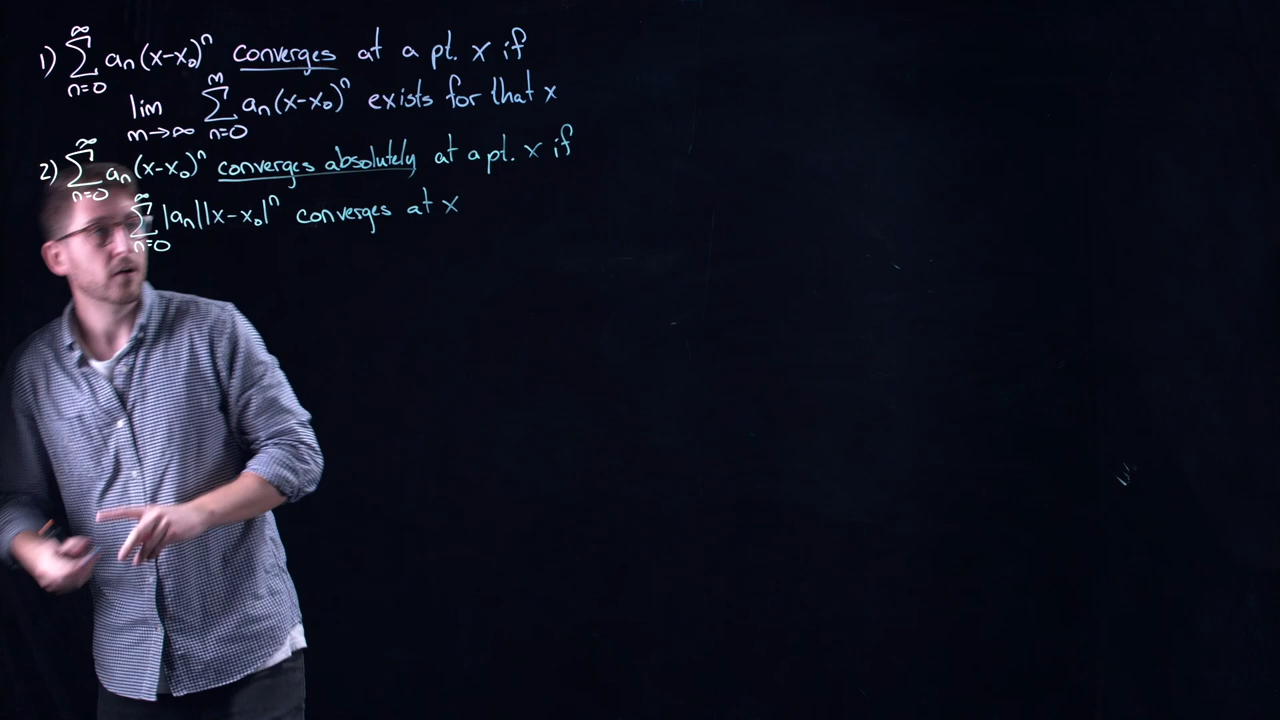 1) ∑_{n=0}^{∞} a_n (x-x_0)^n converges at a pt. x if
lim_{m→∞} ∑_{n=0}^{m} a_n (x-x_0)^n exists for that x
2) ∑_{n=0}^{∞} a_n (x-x_0)^n converges absolutely at a pt. x if
∑_{n=0}^{∞} |a_n||x-x_0|^n converges at x